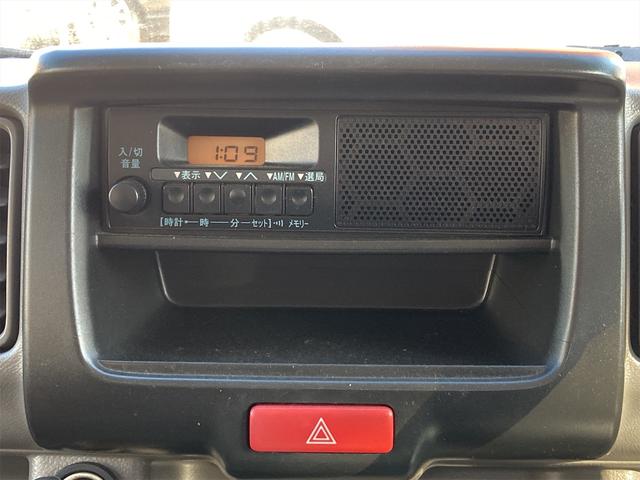 入/切
音量
1:09
▼表示 ▼﹀ ▼︿ ▼AM/FM ▼選局
[時計 時 分 セット] メモリー